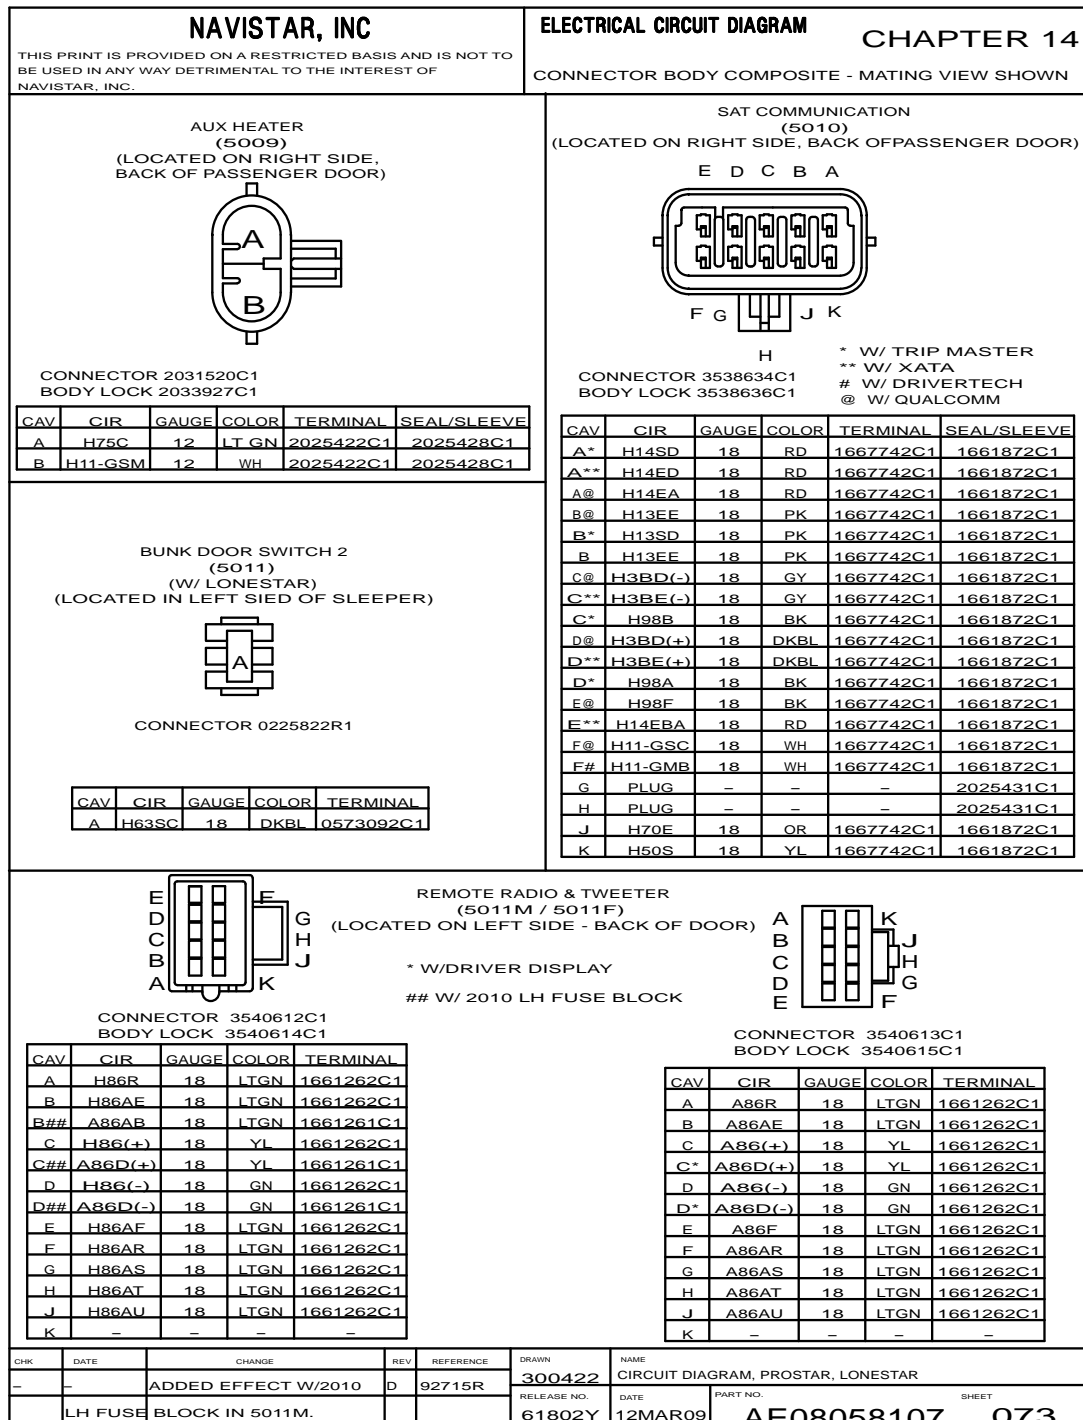 NAVISTAR, INC
THIS PRINT IS PROVIDED ON A RESTRICTED BASIS AND IS NOT TO
BE USED IN ANY WAY DETRIMENTAL TO THE INTEREST OF
NAVISTAR, INC.
ELECTRICAL CIRCUIT DIAGRAM
CHAPTER 14
CONNECTOR BODY COMPOSITE - MATING VIEW SHOWN
AUX HEATER
(5009)
(LOCATED ON RIGHT SIDE,
BACK OF PASSENGER DOOR)
A
B
CONNECTOR 2031520C1
BODY LOCK 2033927C1
CAV CIR GAUGE COLOR TERMINAL SEAL/SLEEVE
A H75C 12 LT GN 2025422C1 2025428C1
B H11-GSM 12 WH 2025422C1 2025428C1
SAT COMMUNICATION
(5010)
(LOCATED ON RIGHT SIDE, BACK OFPASSENGER DOOR)
E D C B A
F G J K
H
CONNECTOR 3538634C1
BODY LOCK 3538636C1
* W/ TRIP MASTER
** W/ XATA
# W/ DRIVERTECH
@ W/ QUALCOMM
CAV CIR GAUGE COLOR TERMINAL SEAL/SLEEVE
A* H14SD 18 RD 1667742C1 1661872C1
A** H14ED 18 RD 1667742C1 1661872C1
A@ H14EA 18 RD 1667742C1 1661872C1
B@ H13EE 18 PK 1667742C1 1661872C1
B* H13SD 18 PK 1667742C1 1661872C1
B H13EE 18 PK 1667742C1 1661872C1
C@ H3BD(-) 18 GY 1667742C1 1661872C1
C** H3BE(-) 18 GY 1667742C1 1661872C1
C* H98B 18 BK 1667742C1 1661872C1
D@ H3BD(+) 18 DKBL 1667742C1 1661872C1
D** H3BE(+) 18 DKBL 1667742C1 1661872C1
D* H98A 18 BK 1667742C1 1661872C1
E@ H98F 18 BK 1667742C1 1661872C1
E** H14EBA 18 RD 1667742C1 1661872C1
F@ H11-GSC 18 WH 1667742C1 1661872C1
F# H11-GMB 18 WH 1667742C1 1661872C1
G PLUG – – – 2025431C1
H PLUG – – – 2025431C1
J H70E 18 OR 1667742C1 1661872C1
K H50S 18 YL 1667742C1 1661872C1
BUNK DOOR SWITCH 2
(5011)
(W/ LONESTAR)
(LOCATED IN LEFT SIED OF SLEEPER)
A
CONNECTOR 0225822R1
CAV CIR GAUGE COLOR TERMINAL
A H63SC 18 DKBL 0573092C1
REMOTE RADIO & TWEETER
(5011M / 5011F)
(LOCATED ON LEFT SIDE - BACK OF DOOR)
* W/DRIVER DISPLAY
## W/ 2010 LH FUSE BLOCK
E F
D G
C H
B J
A K
CONNECTOR 3540612C1
BODY LOCK 3540614C1
CAV CIR GAUGE COLOR TERMINAL
A H86R 18 LTGN 1661262C1
B H86AE 18 LTGN 1661262C1
B## A86AB 18 LTGN 1661261C1
C H86(+) 18 YL 1661262C1
C## A86D(+) 18 YL 1661261C1
D H86(-) 18 GN 1661262C1
D## A86D(-) 18 GN 1661261C1
E H86AF 18 LTGN 1661262C1
F H86AR 18 LTGN 1661262C1
G H86AS 18 LTGN 1661262C1
H H86AT 18 LTGN 1661262C1
J H86AU 18 LTGN 1661262C1
K – – – –
A K
B J
C H
D G
E F
CONNECTOR 3540613C1
BODY LOCK 3540615C1
CAV CIR GAUGE COLOR TERMINAL
A A86R 18 LTGN 1661262C1
B A86AE 18 LTGN 1661262C1
C A86(+) 18 YL 1661262C1
C* A86D(+) 18 YL 1661262C1
D A86(-) 18 GN 1661262C1
D* A86D(-) 18 GN 1661262C1
E A86F 18 LTGN 1661262C1
F A86AR 18 LTGN 1661262C1
G A86AS 18 LTGN 1661262C1
H A86AT 18 LTGN 1661262C1
J A86AU 18 LTGN 1661262C1
K – – – –
CHK DATE CHANGE REV REFERENCE
– – ADDED EFFECT W/2010 D 92715R
LH FUSE BLOCK IN 5011M.
DRAWN
300422
NAME
CIRCUIT DIAGRAM, PROSTAR, LONESTAR
RELEASE NO.
61802Y
DATE
12MAR09
PART NO.
AE08058107
SHEET
073